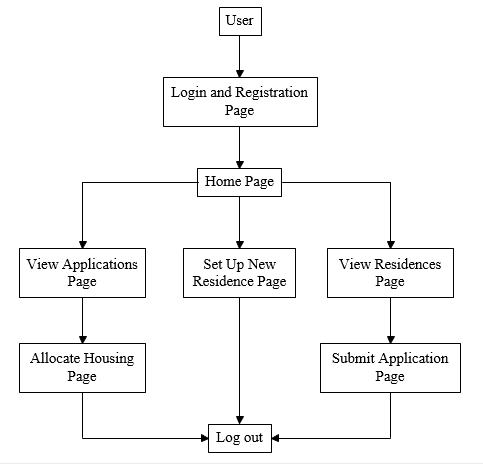 User
Login and Registration
Page
Home Page
View Applications
Page
Set Up New
Residence Page
View Residences
Page
Allocate Housing
Page
Submit Application
Page
Log out